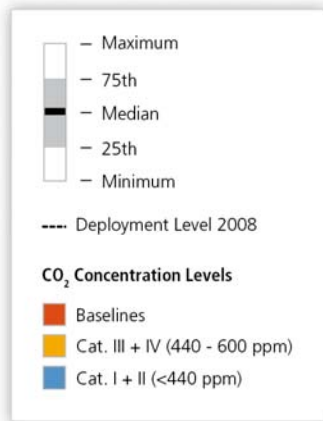 Maximum
75th
Median
25th
Minimum
Deployment Level 2008
CO₂ Concentration Levels
Baselines
Cat. III + IV (440 - 600 ppm)
Cat. I + II (<440 ppm)